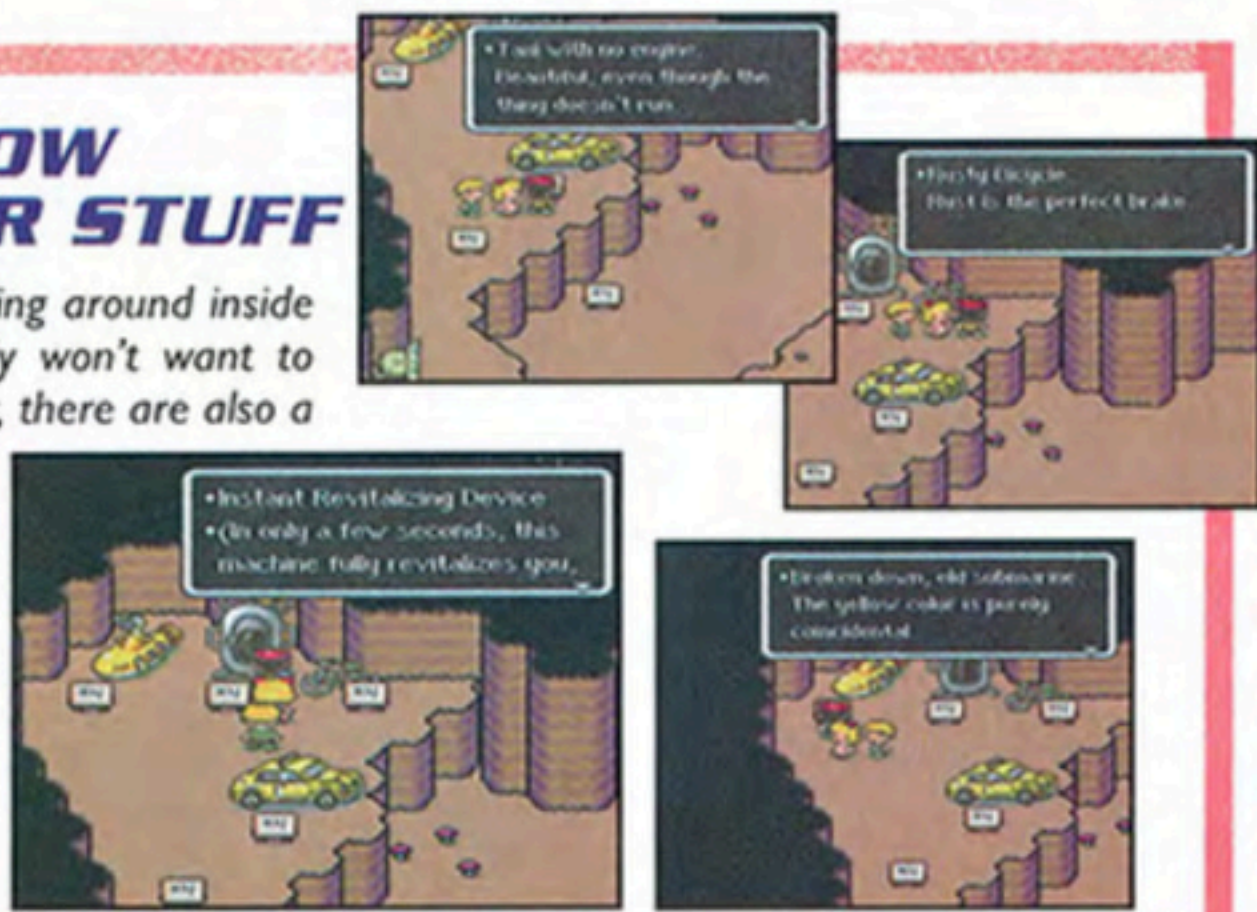 OW
R STUFF
ing around inside
y won't want to
, there are also a
•Taxi with no engine.
Beautiful, even though the
thing doesn't run.
•Rusty Bicycle
Rust is the perfect brake.
•Instant Revitalizing Device
•(In only a few seconds, this
machine fully revitalizes you,
•Broken down, old submarine.
The yellow color is purely
coincidental.